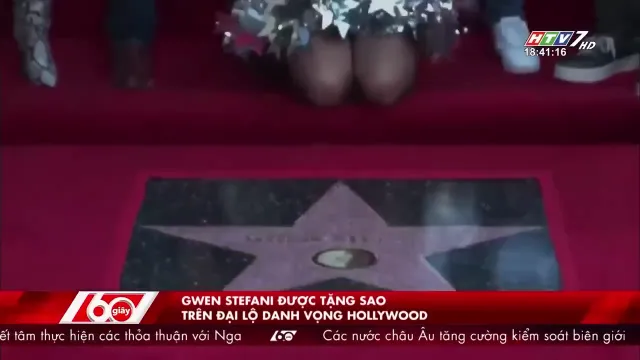 HTV7 HD
18:41:16
GWEN STEFANI ĐƯỢC TẶNG SAO
TRÊN ĐẠI LỘ DANH VỌNG HOLLYWOOD
60 giây
ết tâm thực hiện các thỏa thuận với Nga 60 giây Các nước châu Âu tăng cường kiểm soát biên giới